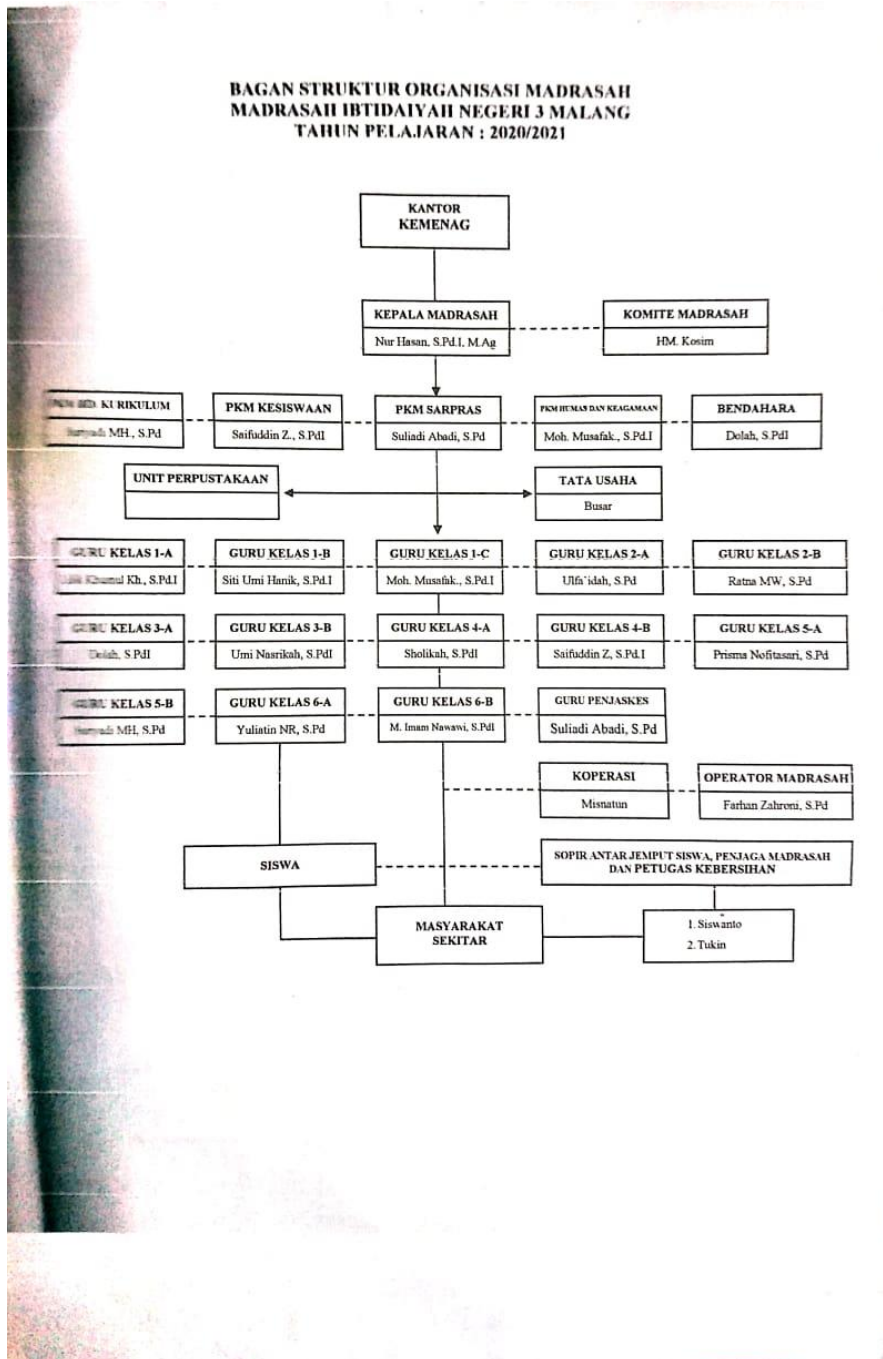 BAGAN STRUKTUR ORGANISASI MADRASAH
MADRASAH IBTIDAIYAH NEGERI 3 MALANG
TAHUN PELAJARAN : 2020/2021
KANTOR
KEMENAG
KEPALA MADRASAH
Nur Hasan, S.Pd.I, M.Ag
KOMITE MADRASAH
HM. Kosim
KURIKULUM
MH., S.Pd
PKM KESISWAAN
Saifuddin Z., S.PdI
PKM SARPRAS
Suliadi Abadi, S.Pd
PKM HUMAS DAN KEAGAMAAN
Moh. Musafak., S.Pd.I
BENDAHARA
Dolah, S.PdI
UNIT PERPUSTAKAAN
TATA USAHA
Busar
GURU KELAS 1-A
Kh., S.Pd.I
GURU KELAS 1-B
Siti Umi Hanik, S.Pd.I
GURU KELAS 1-C
Moh. Musafak., S.Pd.I
GURU KELAS 2-A
Ulfa`idah, S.Pd
GURU KELAS 2-B
Ratna MW, S.Pd
GURU KELAS 3-A
Dolah, S.PdI
GURU KELAS 3-B
Umi Nasrikah, S.PdI
GURU KELAS 4-A
Sholikah, S.PdI
GURU KELAS 4-B
Saifuddin Z, S.Pd.I
GURU KELAS 5-A
Prisma Nofitasari, S.Pd
GURU KELAS 5-B
MH, S.Pd
GURU KELAS 6-A
Yuliatin NR, S.Pd
GURU KELAS 6-B
M. Imam Nawawi, S.PdI
GURU PENJASKES
Suliadi Abadi, S.Pd
KOPERASI
Misnatun
OPERATOR MADRASAH
Farhan Zahroni, S.Pd
SISWA
SOPIR ANTAR JEMPUT SISWA, PENJAGA MADRASAH
DAN PETUGAS KEBERSIHAN
MASYARAKAT
SEKITAR
1. Siswanto
2. Tukin